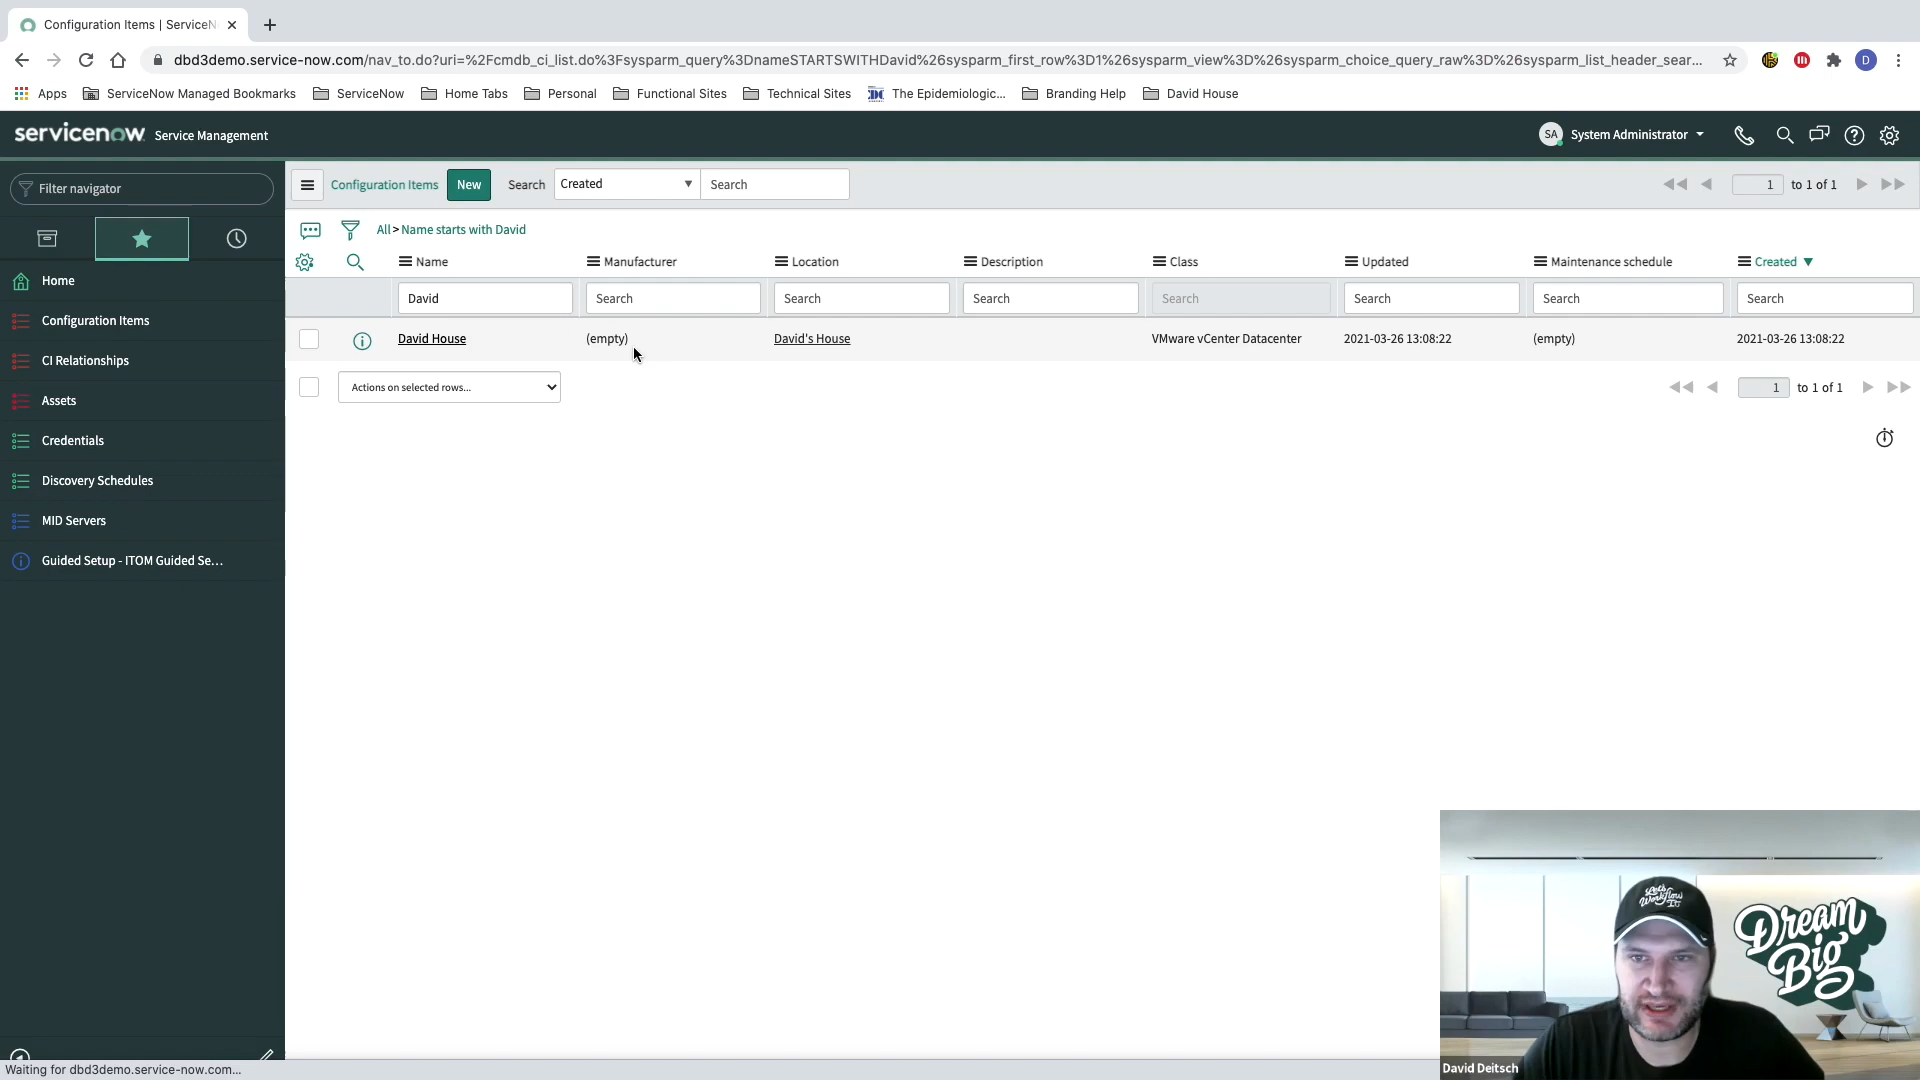 Configuration Items | ServiceN
dbd3demo.service-now.com/nav_to.do?uri=%2Fcmdb_ci_list.do%3Fsysparm_query%3DnameSTARTSWITHDavid%26sysparm_first_row%3D1%26sysparm_view%3D%26sysparm_choice_query_raw%3D%26sysparm_list_header_sear...
D
Apps ServiceNow Managed Bookmarks ServiceNow Home Tabs Personal Functional Sites Technical Sites The Epidemiologic... Branding Help David House
servicenow Service Management SA System Administrator
Filter navigator
Home
Configuration Items
CI Relationships
Assets
Credentials
Discovery Schedules
MID Servers
Guided Setup - ITOM Guided Se...
Configuration Items New Search Created Search 1 to 1 of 1
All > Name starts with David
Name Manufacturer Location Description Class Updated Maintenance schedule Created
David Search Search Search Search Search Search Search
David House (empty) David's House VMware vCenter Datacenter 2021-03-26 13:08:22 (empty) 2021-03-26 13:08:22
Actions on selected rows... 1 to 1 of 1
Let's
Workflow
It
Dream
Big
David Deitsch
Waiting for dbd3demo.service-now.com...